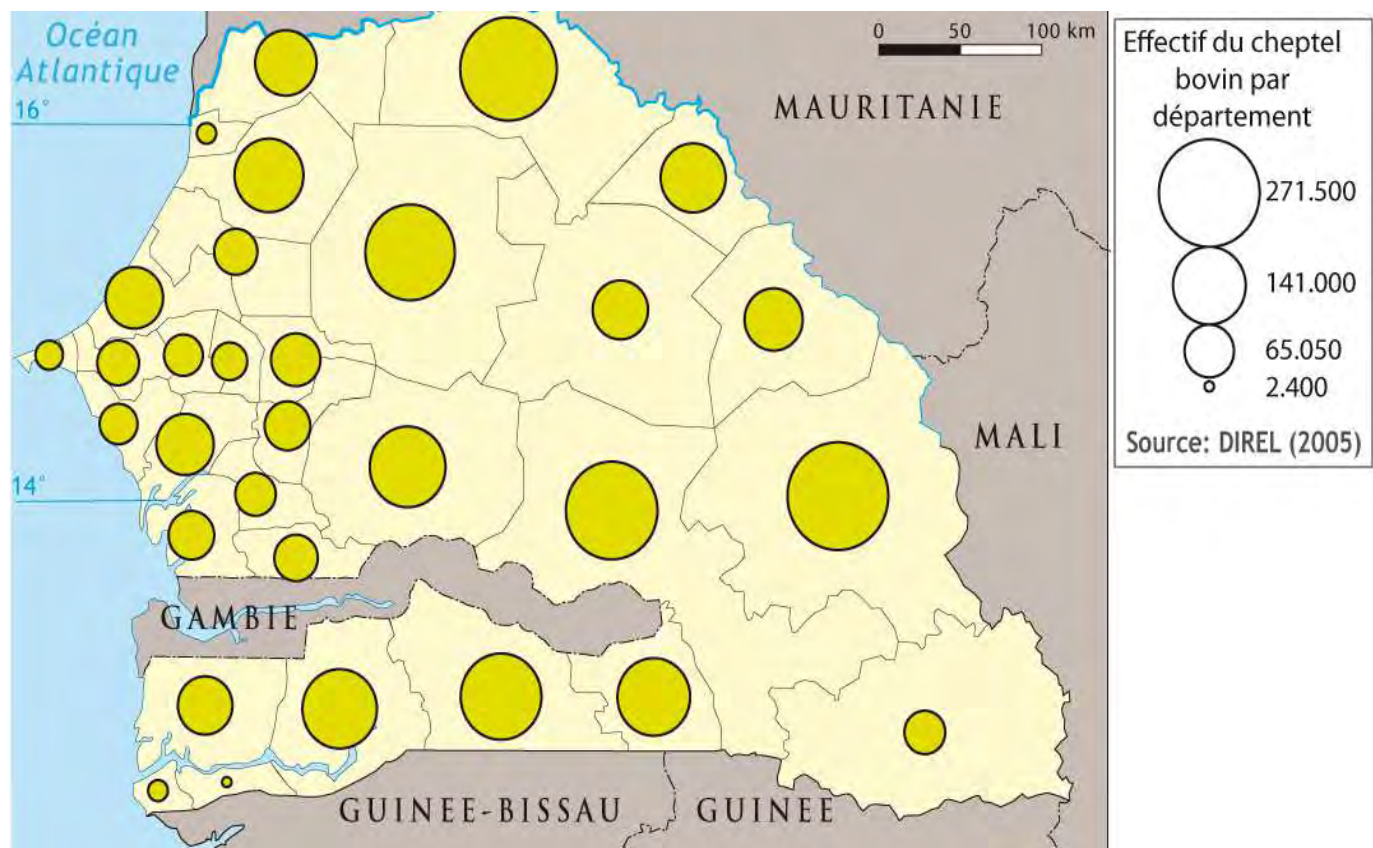 Océan
Atlantique
16°
14°
0 50 100 km
MAURITANIE
MALI
GAMBIE
GUINEE-BISSAU
GUINEE
Effectif du cheptel
bovin par
département
271.500
141.000
65.050
2.400
Source: DIREL (2005)